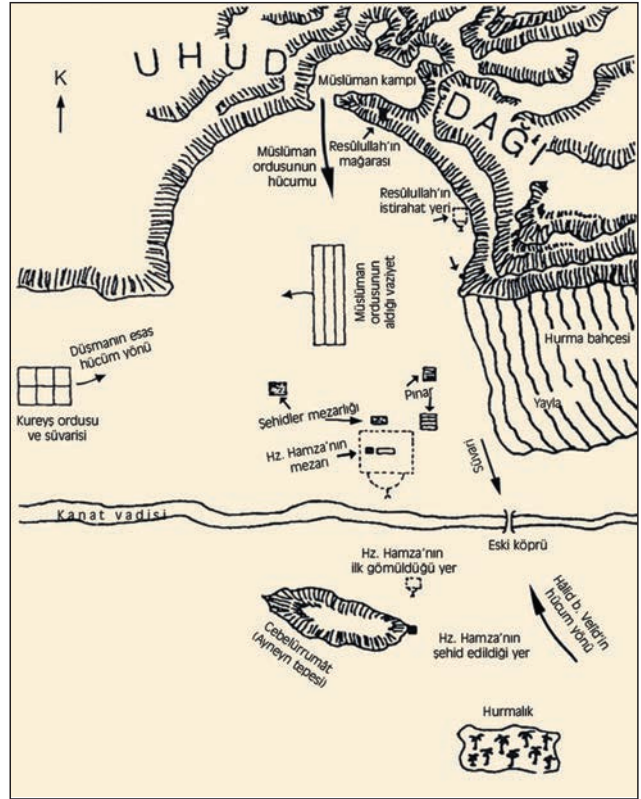 UHUD
DAĞI
K
Müslüman kampı
Müslüman
ordusunun
hücumu
Resûlullah'ın
mağarası
Resûlullah'ın
istirahat yeri
Müslüman
ordusunun
aldığı vaziyet
Hurma bahçesi
Yayla
Düşmanın esas
hücüm yönü
Kureyş ordusu
ve süvarisi
Pınar
Şehidler mezarlığı
Hz. Hamza'nın
mezarı
Süvari
Kanat vadisi
Eski köprü
Hz. Hamza'nın
ilk gömüldüğü yer
Hâlid b. Velîd'in
hücum yönü
Cebelürrumât
(Ayneyn tepesi)
Hz. Hamza'nın
şehid edildiği yer
Hurmalık